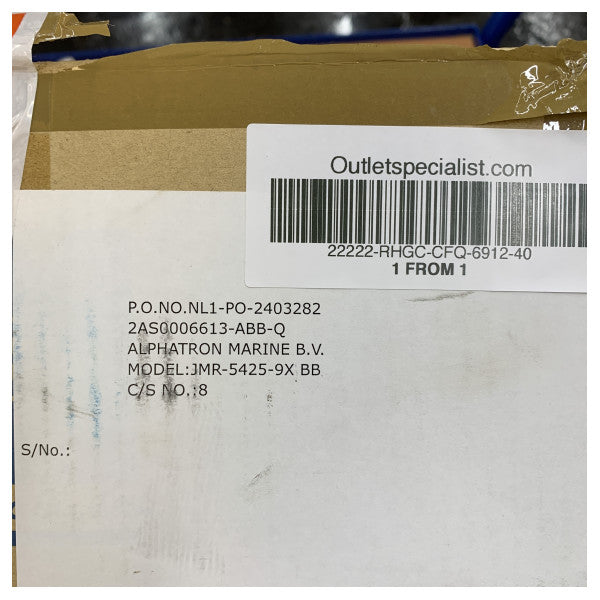 Outletspecialist.com
22222-RHGC-CFQ-6912-40
1 FROM 1
P.O.NO.NL1-PO-2403282
2AS0006613-ABB-Q
ALPHATRON MARINE B.V.
MODEL:JMR-5425-9X BB
C/S NO.:8
S/No.: